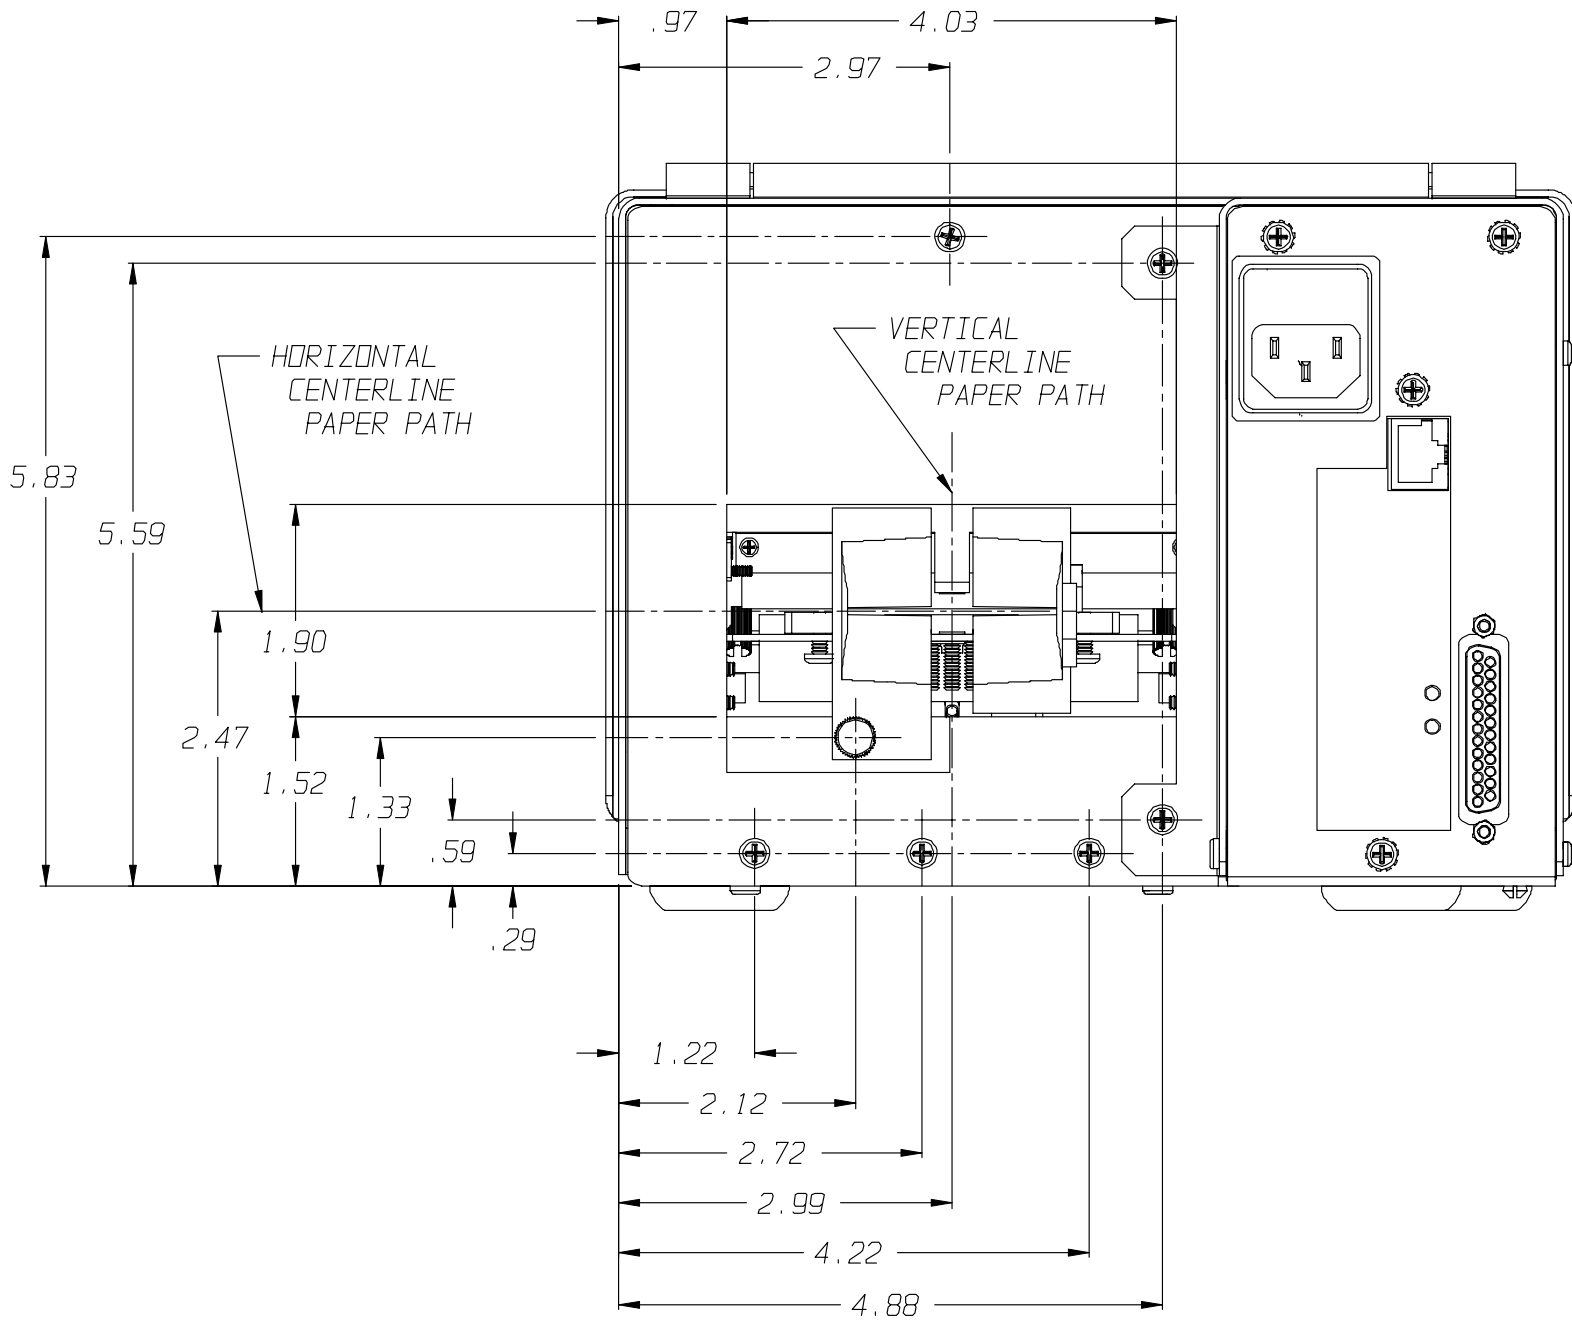 .97
4.03
2.97
HORIZONTAL
CENTERLINE
PAPER PATH
VERTICAL
CENTERLINE
PAPER PATH
5.83
5.59
1.90
2.47
1.52
1.33
.59
.29
1.22
2.12
2.72
2.99
4.22
4.88